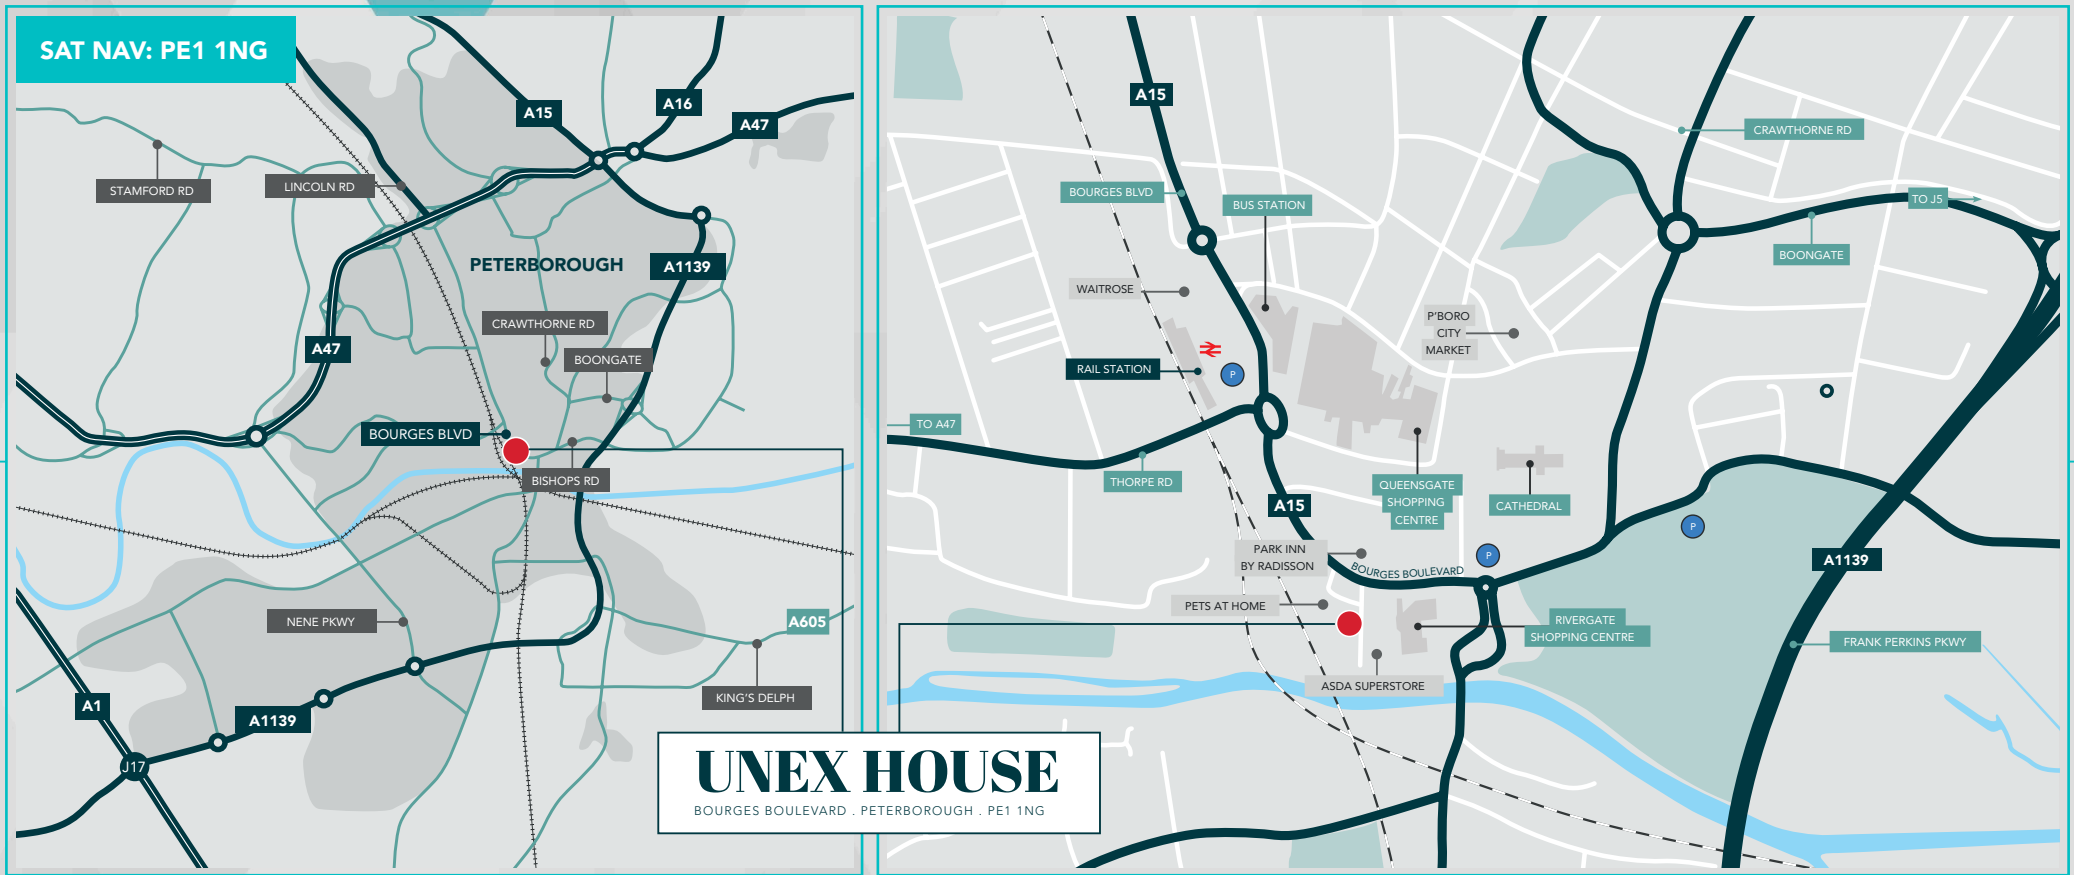 SAT NAV: PE1 1NG
A15
A16
A47
STAMFORD RD
LINCOLN RD
PETERBOROUGH
A1139
CRAWTHORNE RD
A47
BOONGATE
BOURGES BLVD
BISHOPS RD
NENE PKWY
A605
KING'S DELPH
A1
A1139
J17
UNEX HOUSE
BOURGES BOULEVARD . PETERBOROUGH . PE1 1NG
A15
CRAWTHORNE RD
BOURGES BLVD
BUS STATION
TO J5
BOONGATE
WAITROSE
P'BORO
CITY
MARKET
RAIL STATION
P
TO A47
THORPE RD
QUEENSGATE
SHOPPING
CENTRE
CATHEDRAL
A15
P
P
PARK INN
BY RADISSON
BOURGES BOULEVARD
A1139
PETS AT HOME
RIVERGATE
SHOPPING CENTRE
FRANK PERKINS PKWY
ASDA SUPERSTORE